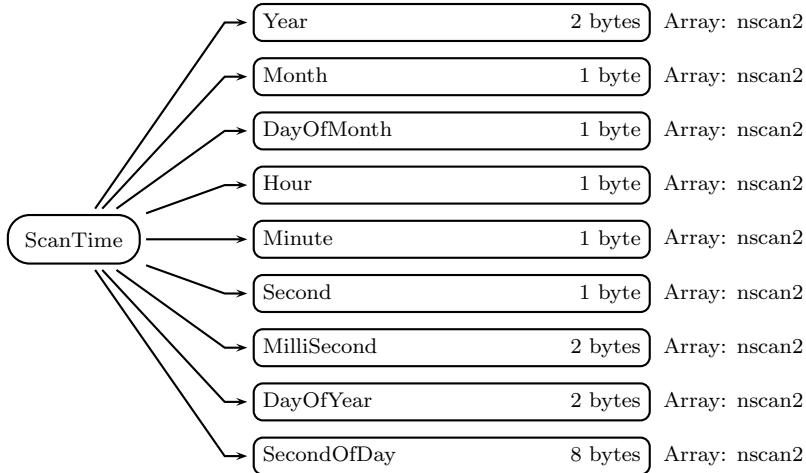 Year 2 bytes Array: nscan2
Month 1 byte Array: nscan2
DayOfMonth 1 byte Array: nscan2
Hour 1 byte Array: nscan2
ScanTime Minute 1 byte Array: nscan2
Second 1 byte Array: nscan2
MilliSecond 2 bytes Array: nscan2
DayOfYear 2 bytes Array: nscan2
SecondOfDay 8 bytes Array: nscan2